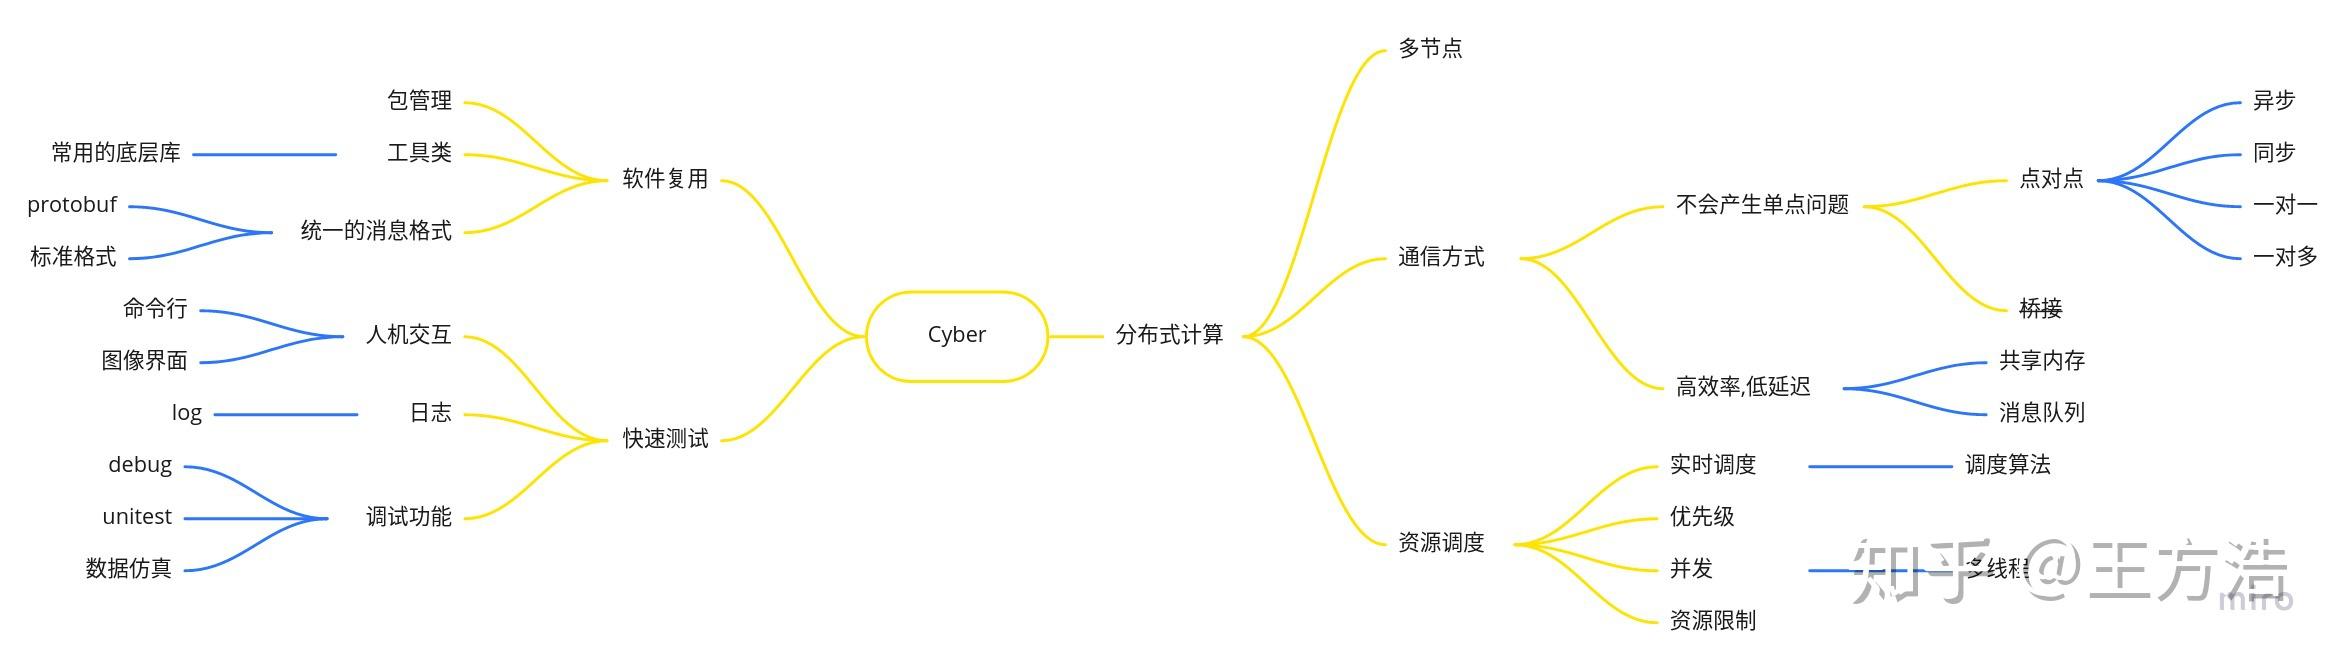 多节点
包管理
异步
常用的底层库
工具类
同步
软件复用
点对点
protobuf
不会产生单点问题
一对一
统一的消息格式
标准格式
通信方式
一对多
命令行
桥接
人机交互
Cyber
分布式计算
图像界面
共享内存
高效率,低延迟
log
日志
消息队列
快速测试
debug
实时调度
调度算法
unitest
调试功能
优先级
资源调度
数据仿真
并发
多线程
资源限制
知乎 @王方浩
miro